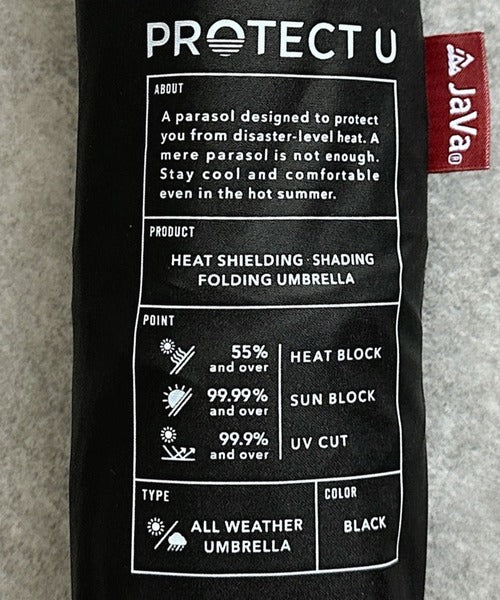 PROTECT U
JaVa
ABOUT
A parasol designed to protect
you from disaster-level heat. A
mere parasol is not enough.
Stay cool and comfortable
even in the hot summer.
PRODUCT
HEAT SHIELDING · SHADING
FOLDING UMBRELLA
POINT
55%
and over
HEAT BLOCK
99.99%
and over
SUN BLOCK
99.9%
and over
UV CUT
TYPE
ALL WEATHER
UMBRELLA
COLOR
BLACK